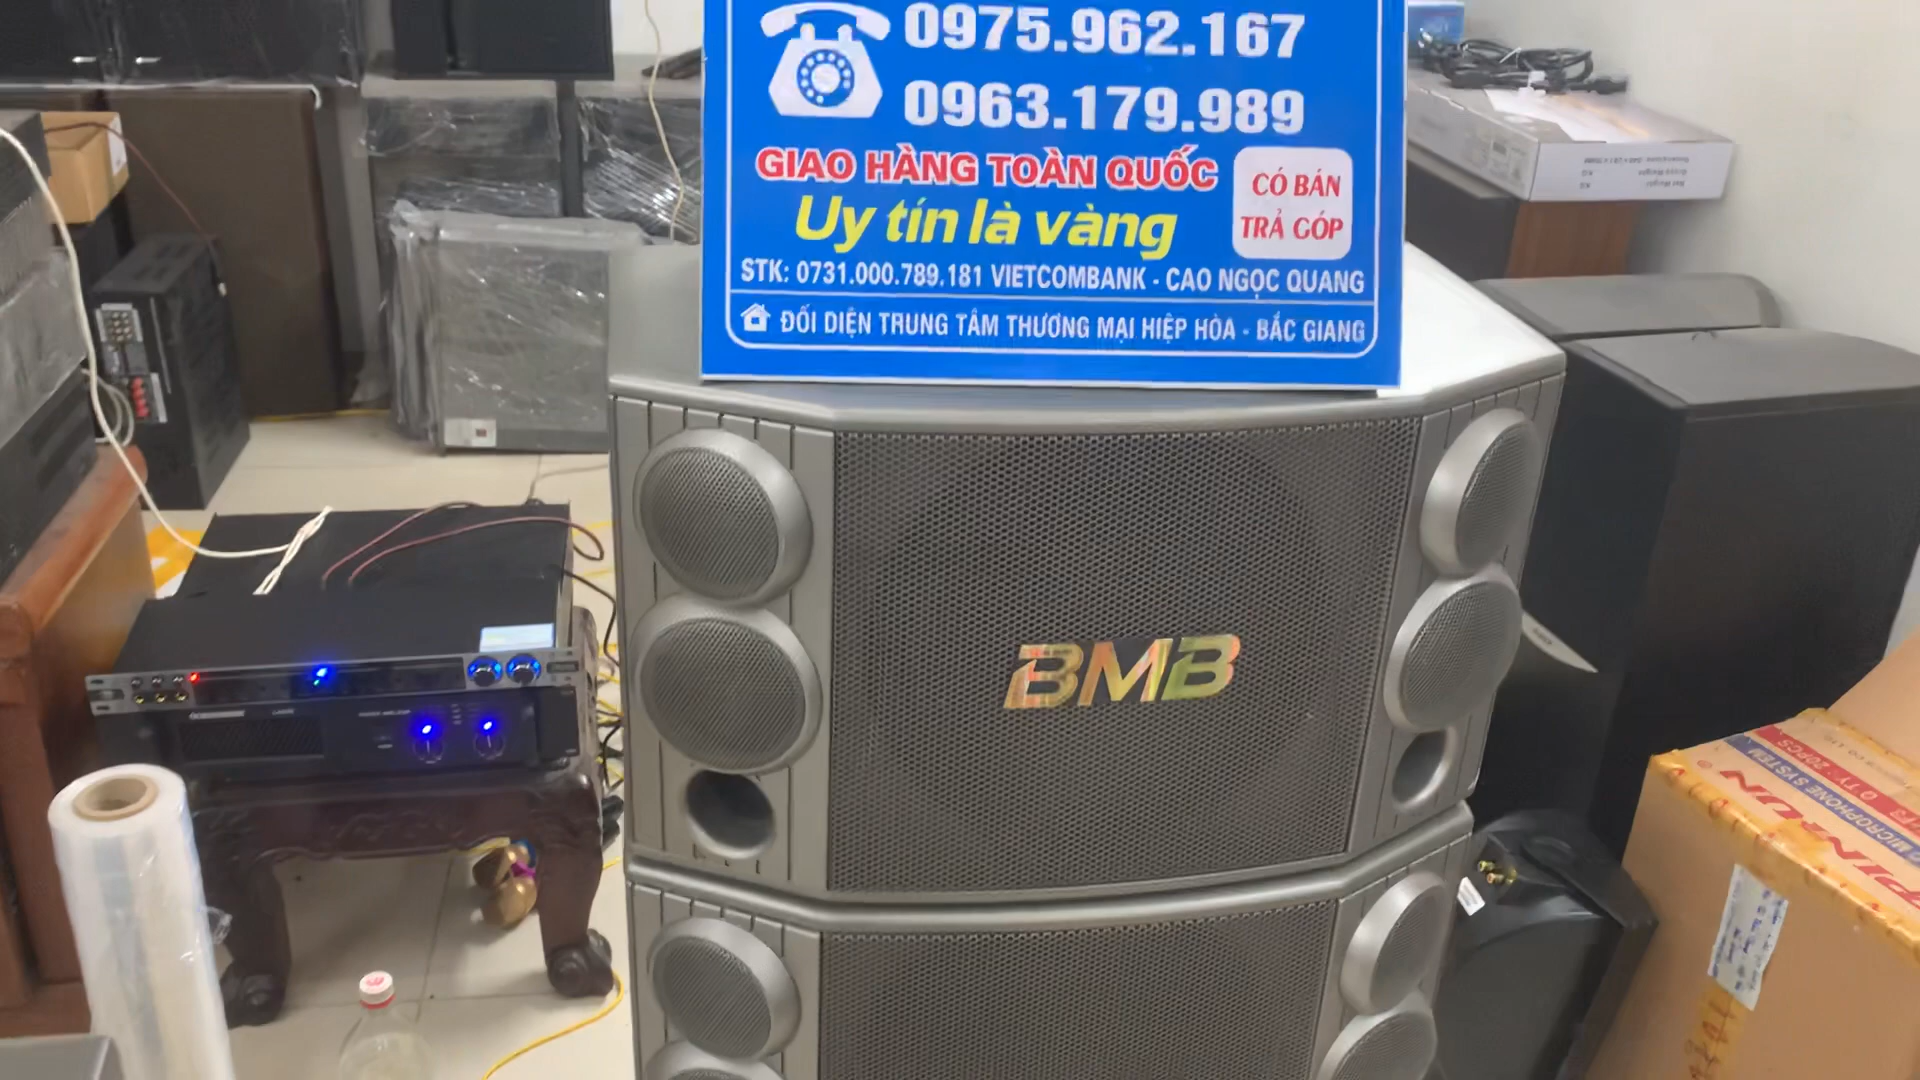 0975.962.167
0963.179.989
GIAO HÀNG TOÀN QUỐC
CÓ BÁN
TRẢ GÓP
Uy tín là vàng
STK: 0731.000.789.181 VIETCOMBANK - CAO NGỌC QUANG
ĐỐI DIỆN TRUNG TÂM THƯƠNG MẠI HIỆP HÒA - BẮC GIANG
BMB